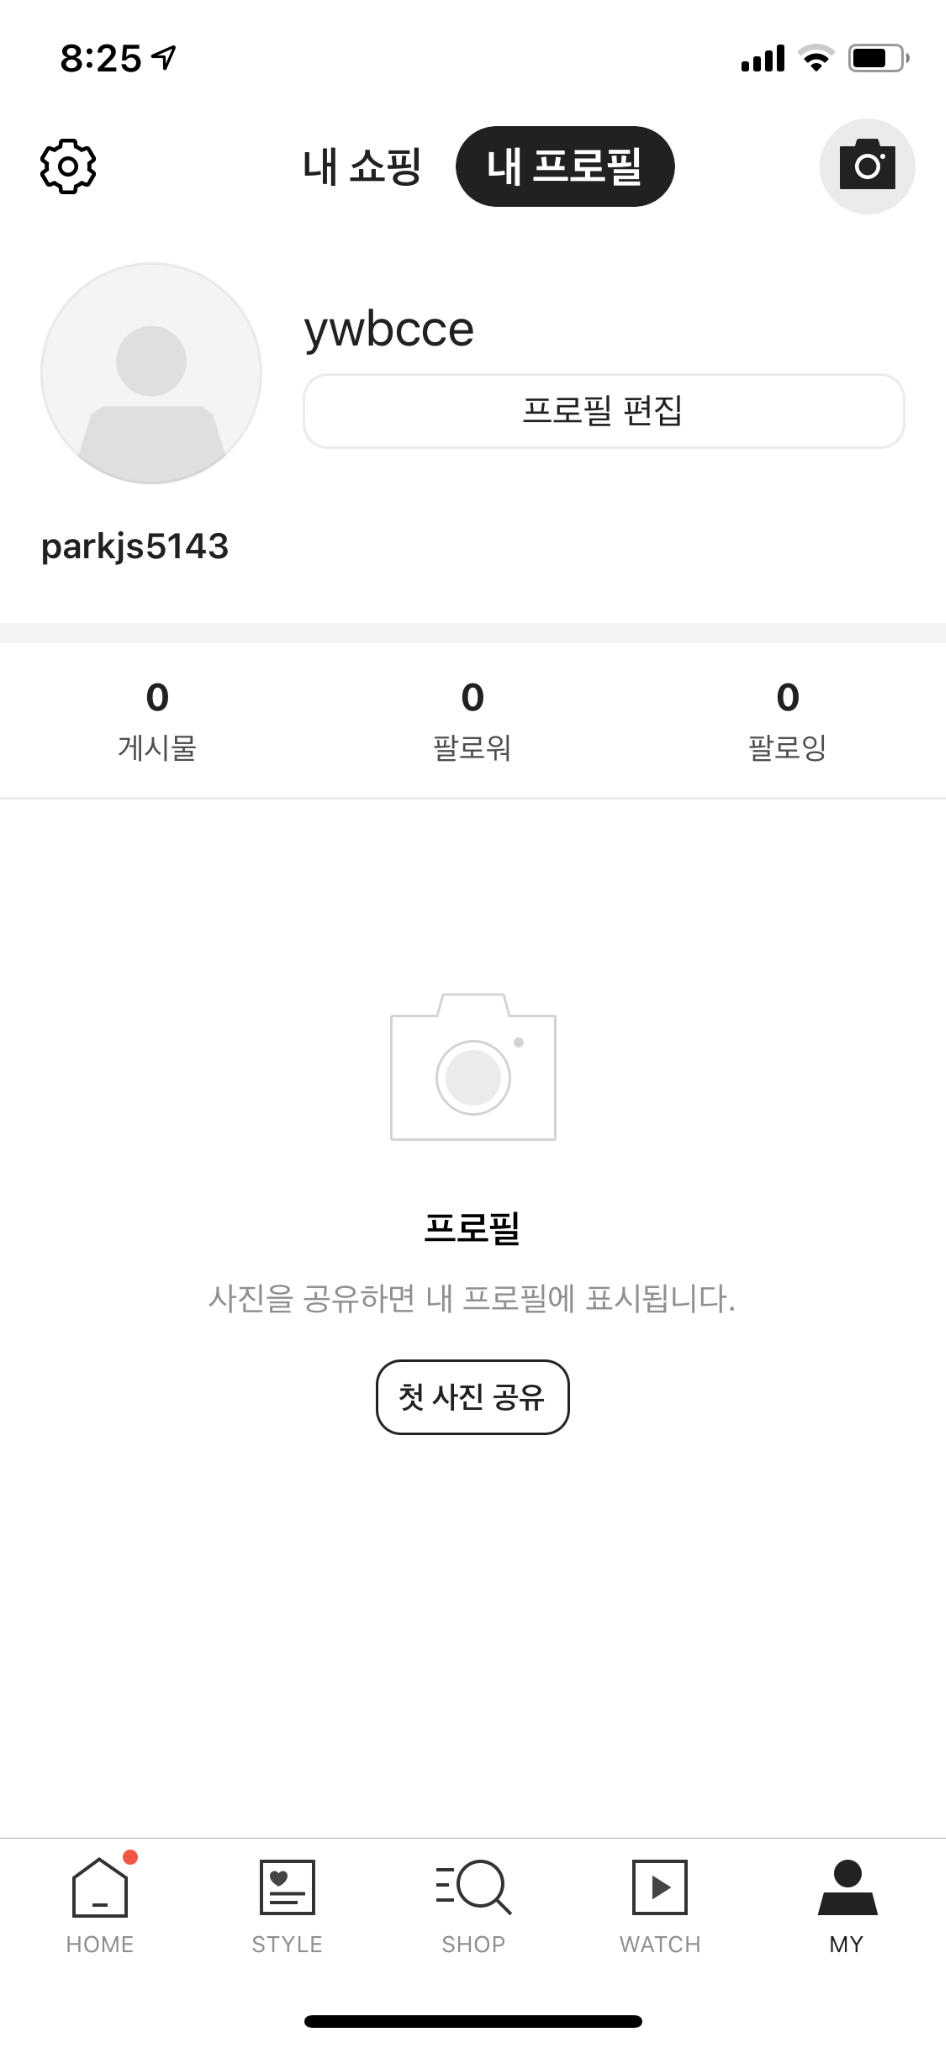 8:25
내 쇼핑 내 프로필
ywbcce
프로필 편집
parkjs5143
0 0 0
게시물 팔로워 팔로잉
프로필
사진을 공유하면 내 프로필에 표시됩니다.
첫 사진 공유
HOME STYLE SHOP WATCH MY